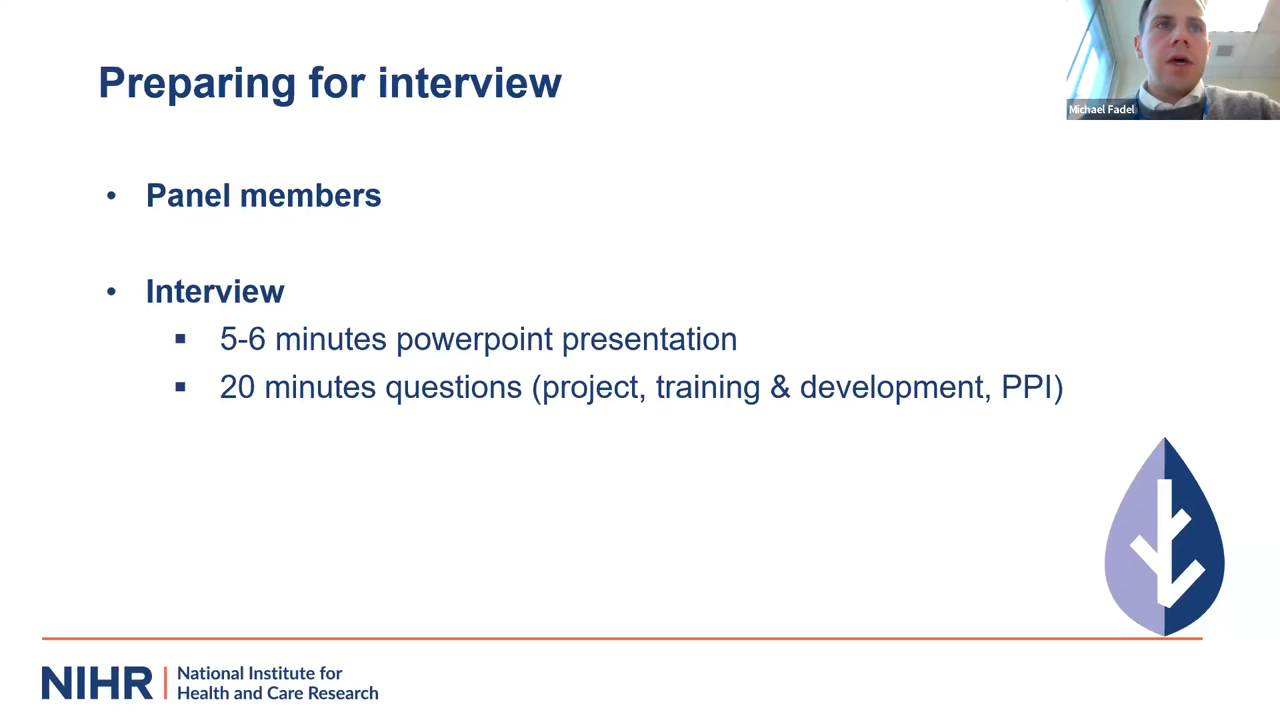 Preparing for interview
Michael Fadel
• Panel members
• Interview
▪ 5-6 minutes powerpoint presentation
▪ 20 minutes questions (project, training & development, PPI)
NIHR | National Institute for
Health and Care Research